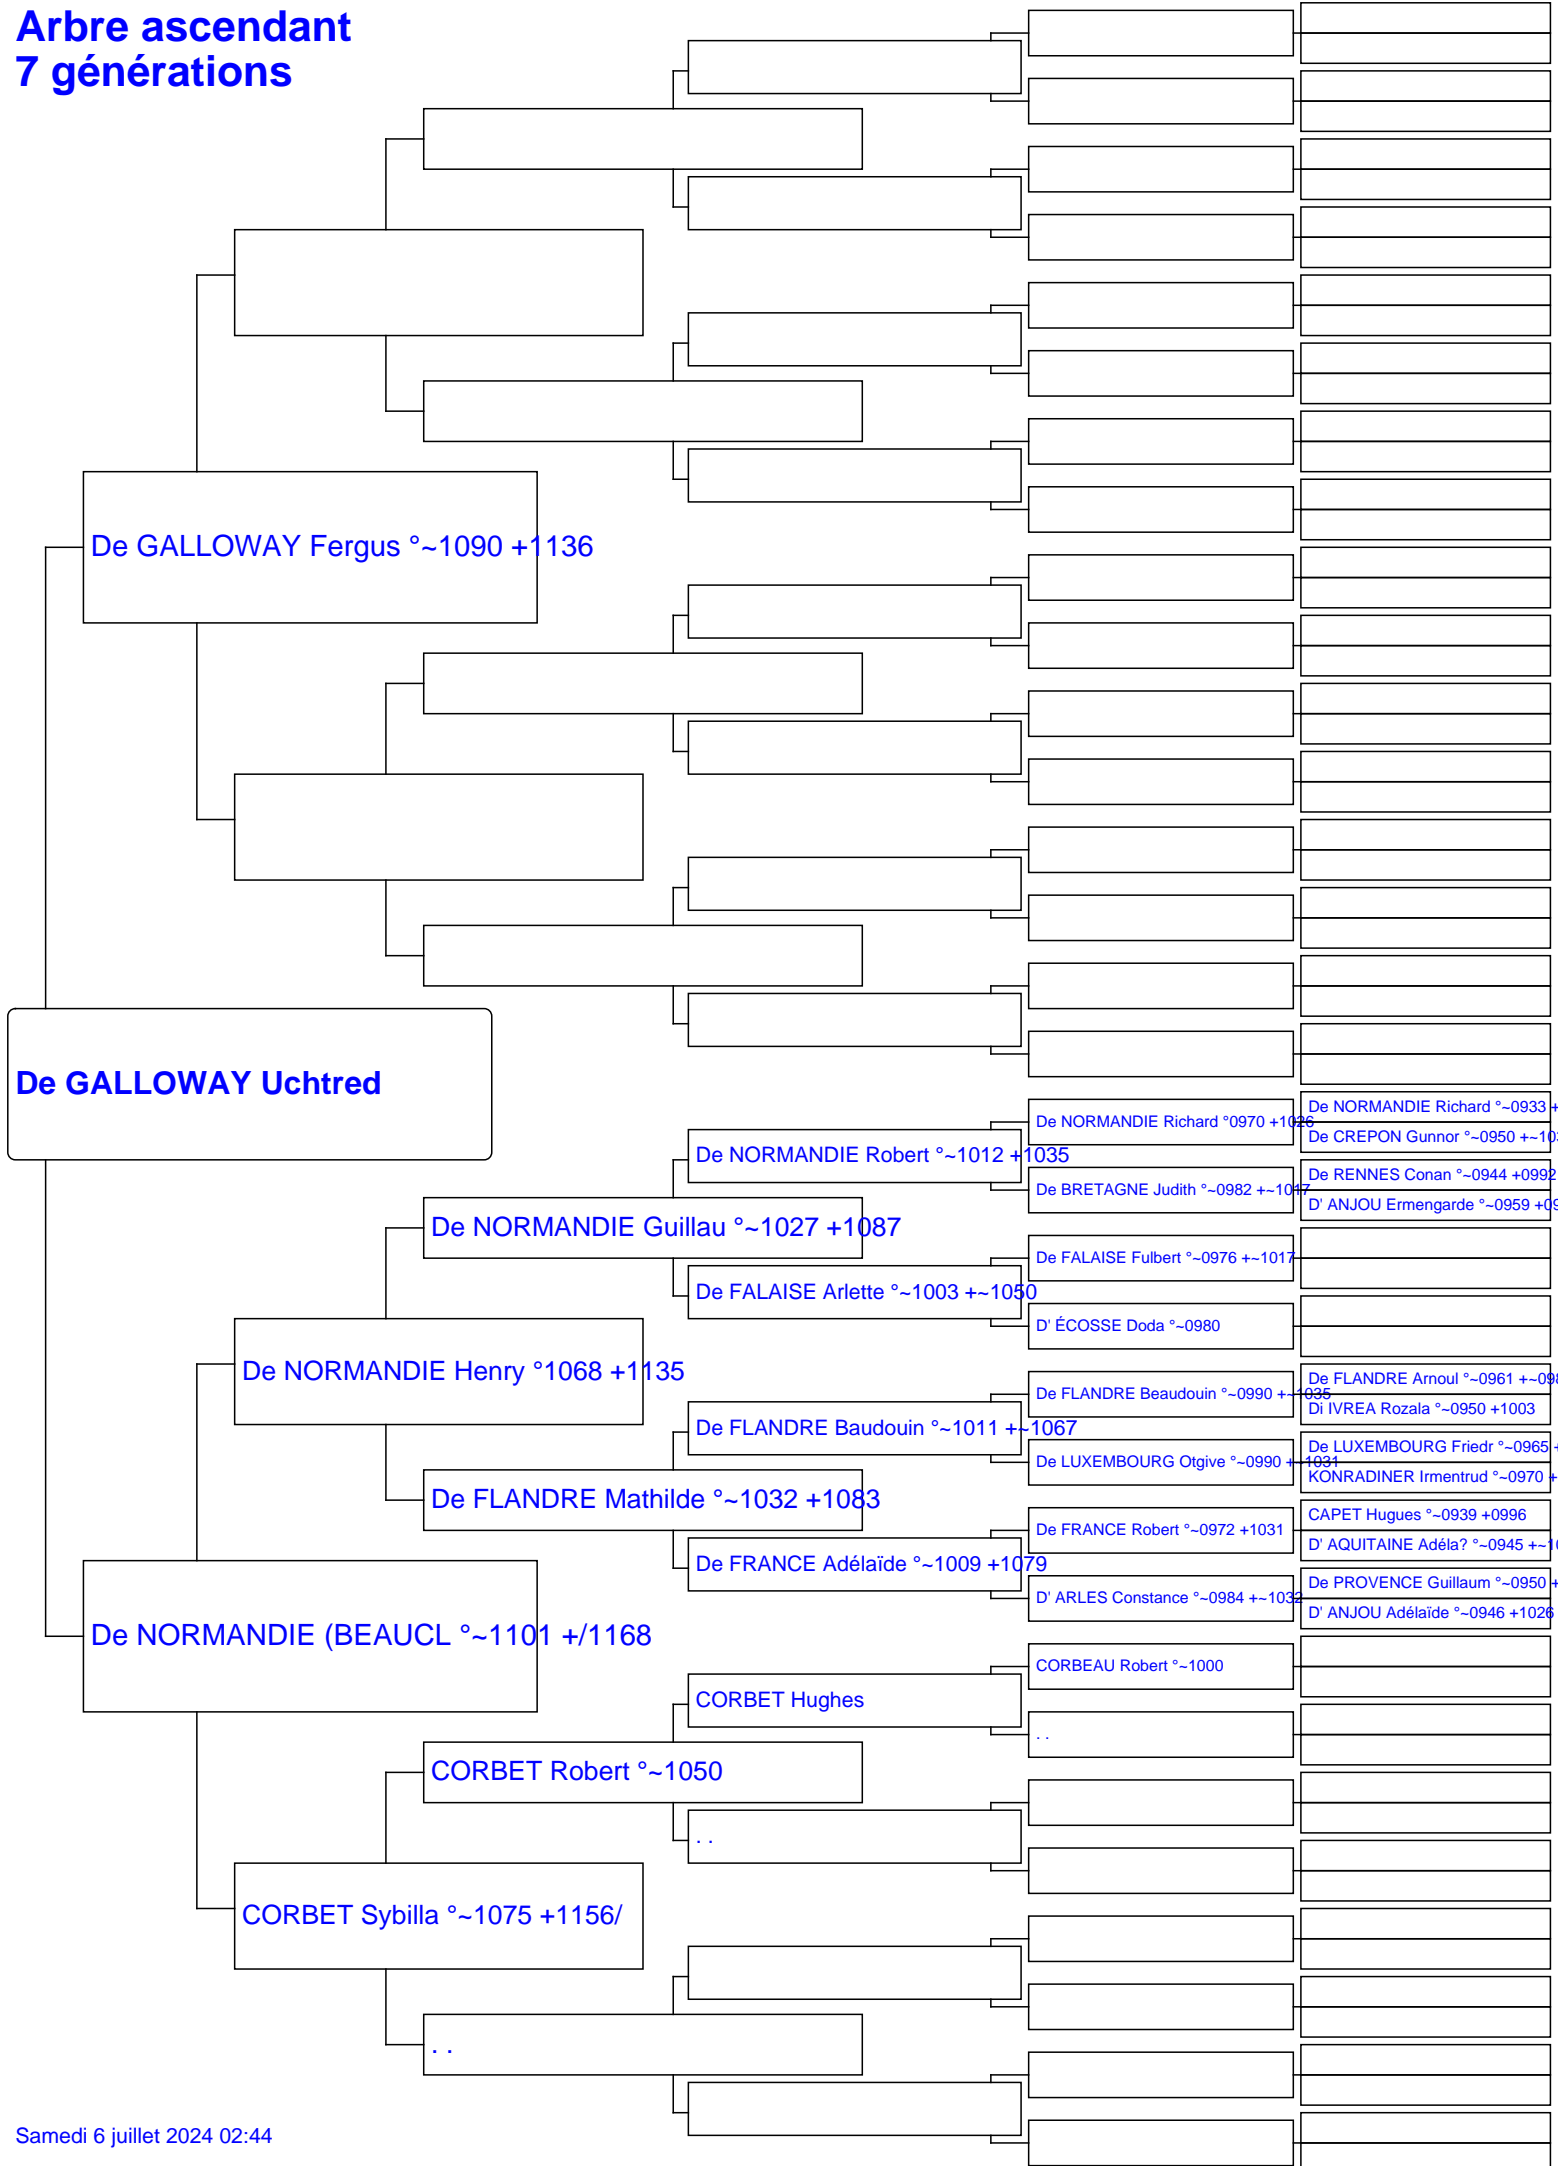 Arbre ascendant
7 générations
De GALLOWAY Fergus °~1090 +1136
De GALLOWAY Uchtred
De NORMANDIE Richard °~0933 +
De NORMANDIE Richard °0970 +1026
De CREPON Gunnor °~0950 +~103
De NORMANDIE Robert °~1012 +1035
De RENNES Conan °~0944 +0992
De BRETAGNE Judith °~0982 +~1017
D' ANJOU Ermengarde °~0959 +09
De NORMANDIE Guillau °~1027 +1087
De FALAISE Fulbert °~0976 +~1017
De FALAISE Arlette °~1003 +~1050
D' ÉCOSSE Doda °~0980
De NORMANDIE Henry °1068 +1135
De FLANDRE Arnoul °~0961 +~098
De FLANDRE Beaudouin °~0990 +~1035
Di IVREA Rozala °~0950 +1003
De FLANDRE Baudouin °~1011 +~1067
De LUXEMBOURG Friedr °~0965 +
De LUXEMBOURG Otgive °~0990 +~1031
KONRADINER Irmentrud °~0970 +
De FLANDRE Mathilde °~1032 +1083
CAPET Hugues °~0939 +0996
De FRANCE Robert °~0972 +1031
D' AQUITAINE Adéla? °~0945 +~10
De FRANCE Adélaïde °~1009 +1079
De PROVENCE Guillaum °~0950 +
D' ARLES Constance °~0984 +~1032
D' ANJOU Adélaïde °~0946 +1026
De NORMANDIE (BEAUCL °~1101 +/1168
CORBEAU Robert °~1000
CORBET Hughes
. .
CORBET Robert °~1050
. .
CORBET Sybilla °~1075 +1156/
. .
Samedi 6 juillet 2024 02:44